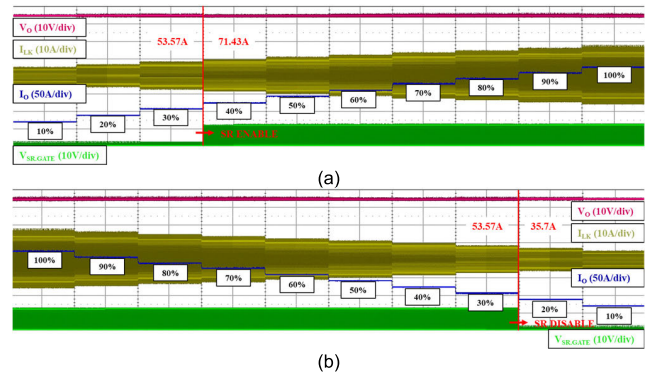 V_O (10V/div)
I_LK (10A/div)
53.57A
71.43A
I_O (50A/div)
10%
20%
30%
40%
50%
60%
70%
80%
90%
100%
SR ENABLE
V_SR.GATE (10V/div)
(a)
V_O (10V/div)
53.57A
35.7A
I_LK (10A/div)
100%
90%
80%
70%
60%
50%
40%
30%
20%
10%
I_O (50A/div)
SR DISABLE
V_SR.GATE (10V/div)
(b)